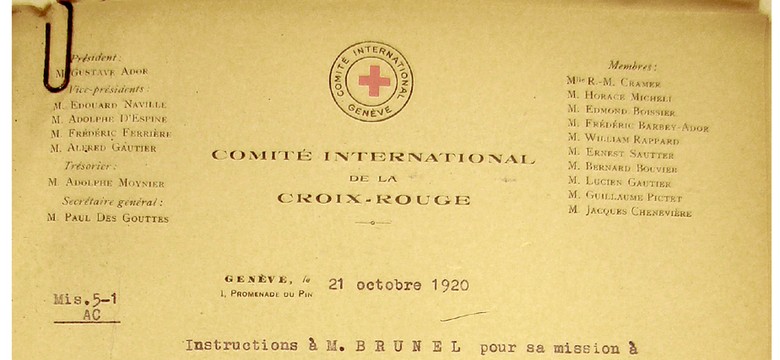 Président:
M. Gustave Ador
Vice-présidents
M. Edouard Naville
M. Adolphe D'Espine
M. Frédéric Ferrière
M. Alfred Gautier
Trésorier:
M. Adolphe Moynier
Secrétaire général:
M. Paul Des Gouttes
COMITÉ INTERNATIONAL
GENÈVE
COMITÉ INTERNATIONAL
DE LA
CROIX-ROUGE
Membres:
Mlle R.-M. Cramer
M. Horace Micheli
M. Edmond Boissier
M. Frédéric Barbey-Ador
M. William Rappard
M. Ernest Sautter
M. Bernard Bouvier
M. Lucien Gautier
M. Guillaume Pictet
M. Jacques Chenevière
GENÈVE, le 21 octobre 1920
1, Promenade du Pin
Mis.5-1
AC
Instructions à M. BRUNEL pour sa mission à